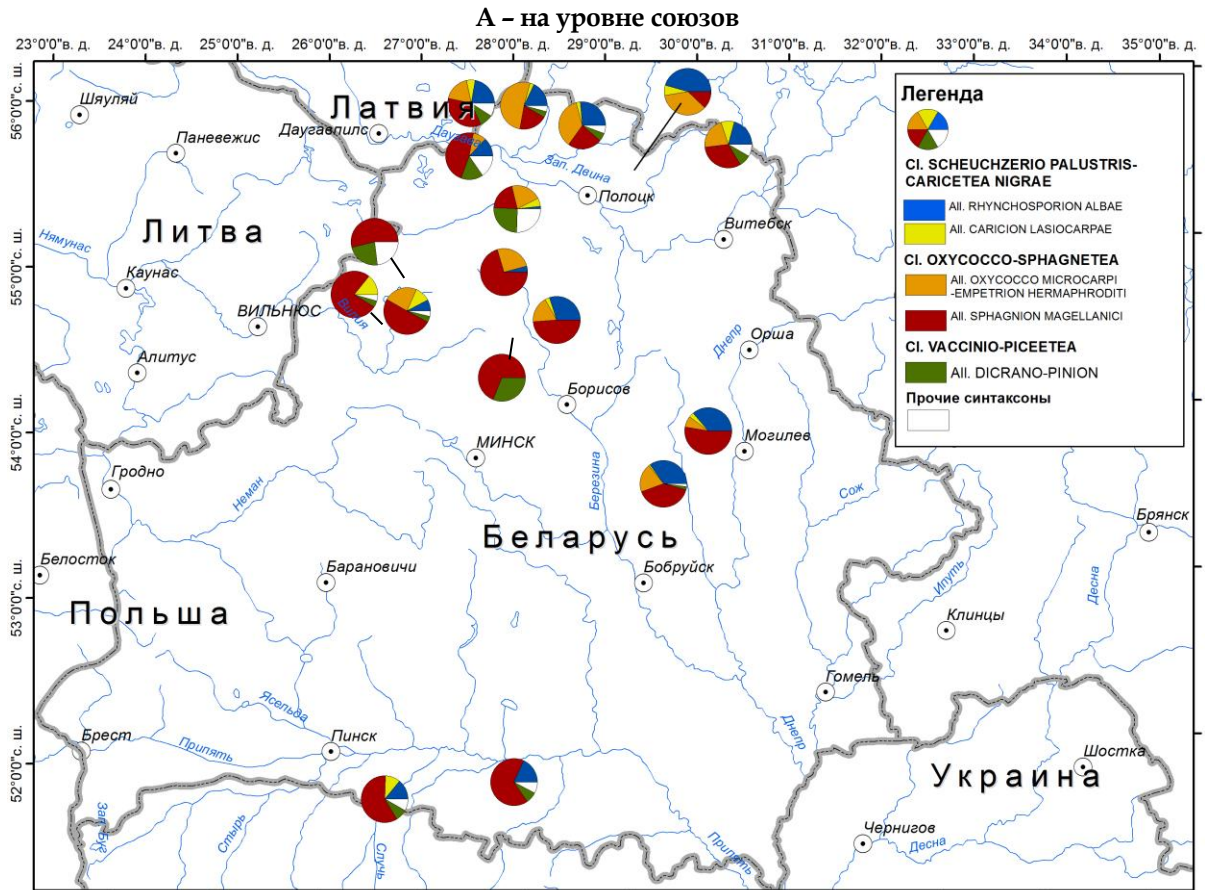 А – на уровне союзов
23°0'0"в. д. 24°0'0"в. д. 25°0'0"в. д. 26°0'0"в. д. 27°0'0"в. д. 28°0'0"в. д. 29°0'0"в. д. 30°0'0"в. д. 31°0'0"в. д. 32°0'0"в. д. 33°0'0"в. д. 34°0'0"в. д. 35°0'0"в. д.
56°0'0"с. ш.
55°0'0"с. ш.
54°0'0"с. ш.
53°0'0"с. ш.
52°0'0"с. ш.
Легенда
Cl. SCHEUCHZERIO PALUSTRIS-
CARICETEA NIGRAE
All. RHYNCHOSPORION ALBAE
All. CARICION LASIOCARPAE
Cl. OXYCOCCO-SPHAGNETEA
All. OXYCOCCO MICROCARPI
-EMPETRION HERMAPHRODITI
All. SPHAGNION MAGELLANICI
Cl. VACCINIO-PICEETEA
All. DICRANO-PINION
Прочие синтаксоны
Латвия
Шяуляй
Паневежис
Даугавпилс
Зап. Двина
Полоцк
Литва
Витебск
Нямунас
Каунас
ВИЛЬНЮС
Вилия
Алитус
Днепр
Орша
Борисов
МИНСК
Могилев
Гродно
Неман
Березина
Сож
Брянск
Беларусь
Белосток
Барановичи
Бобруйск
Ипуть
Десна
Польша
Клинцы
Гомель
Ясельда
Днепр
Брест
Припять
Пинск
Шостка
Украина
Зап. Буг
Стырь
Случь
Припять
Чернигов
Десна